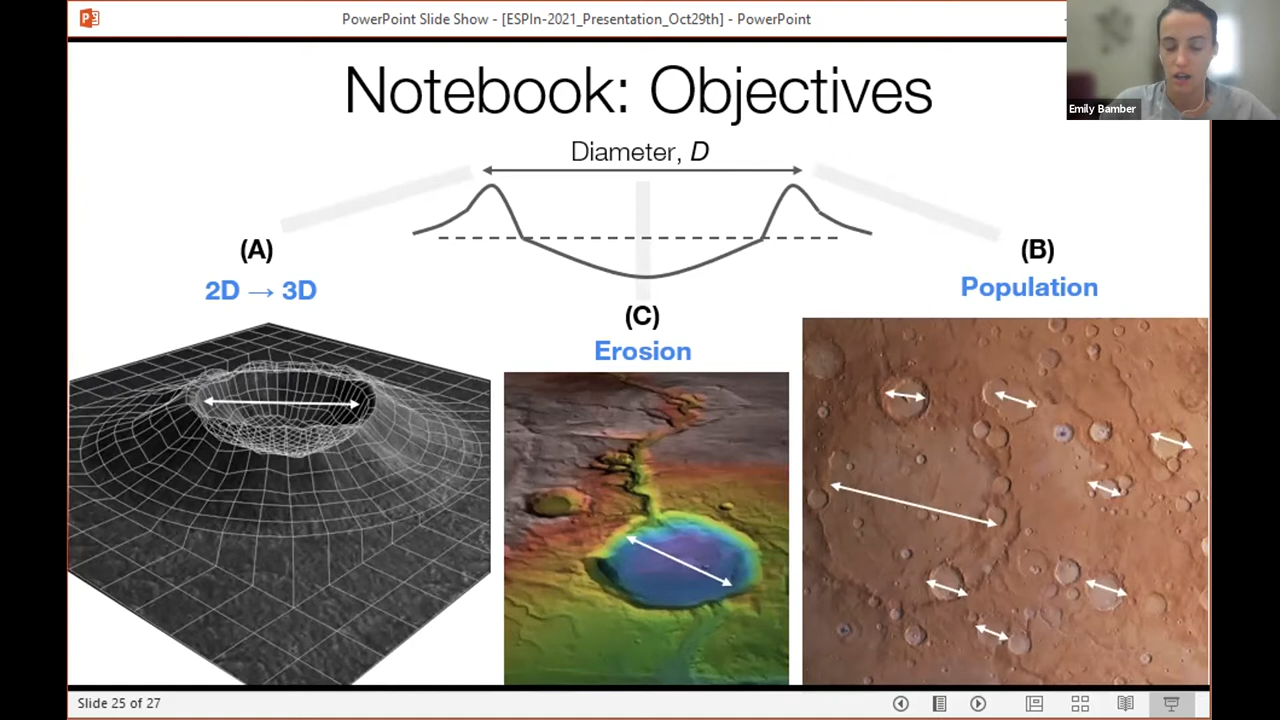 PowerPoint Slide Show - [ESPIn-2021_Presentation_Oct29th] - PowerPoint
Emily Bamber
Notebook: Objectives
Diameter, D
(A)
2D → 3D
(B)
Population
(C)
Erosion
Slide 25 of 27